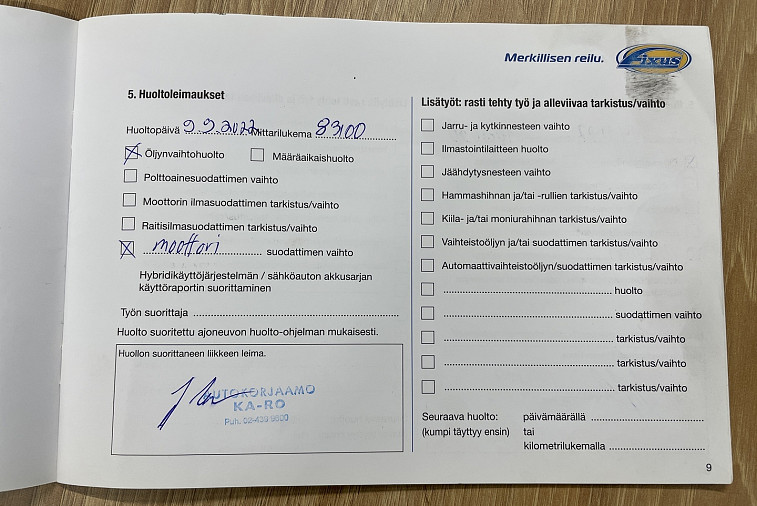 Merkillisen reilu. Fixus
5. Huoltoleimaukset
Huoltopäivä 9.9.2022 Mittarilukema 83100
Öljynvaihtohuolto Määräaikaishuolto
Polttoainesuodattimen vaihto
Moottorin ilmasuodattimen tarkistus/vaihto
Raitisilmasuodattimen tarkistus/vaihto
moottori suodattimen vaihto
Hybridikäyttöjärjestelmän / sähköauton akkusarjan
käyttöraportin suorittaminen
Työn suorittaja
Huolto suoritettu ajoneuvon huolto-ohjelman mukaisesti.
Huollon suorittaneen liikkeen leima.
AUTOKORJAAMO
KA-RO
Puh. 02-439 9800
Lisätyöt: rasti tehty työ ja alleviivaa tarkistus/vaihto
Jarru- ja kytkinnesteen vaihto
Ilmastointilaitteen huolto
Jäähdytysnesteen vaihto
Hammashihnan ja/tai -rullien tarkistus/vaihto
Kiila- ja/tai moniurahihnan tarkistus/vaihto
Vaihteistoöljyn ja/tai suodattimen tarkistus/vaihto
Automaattivaihteistoöljyn/suodattimen tarkistus/vaihto
huolto
suodattimen vaihto
tarkistus/vaihto
tarkistus/vaihto
tarkistus/vaihto
Seuraava huolto: päivämäärällä
(kumpi täyttyy ensin) tai
kilometrilukemalla
9